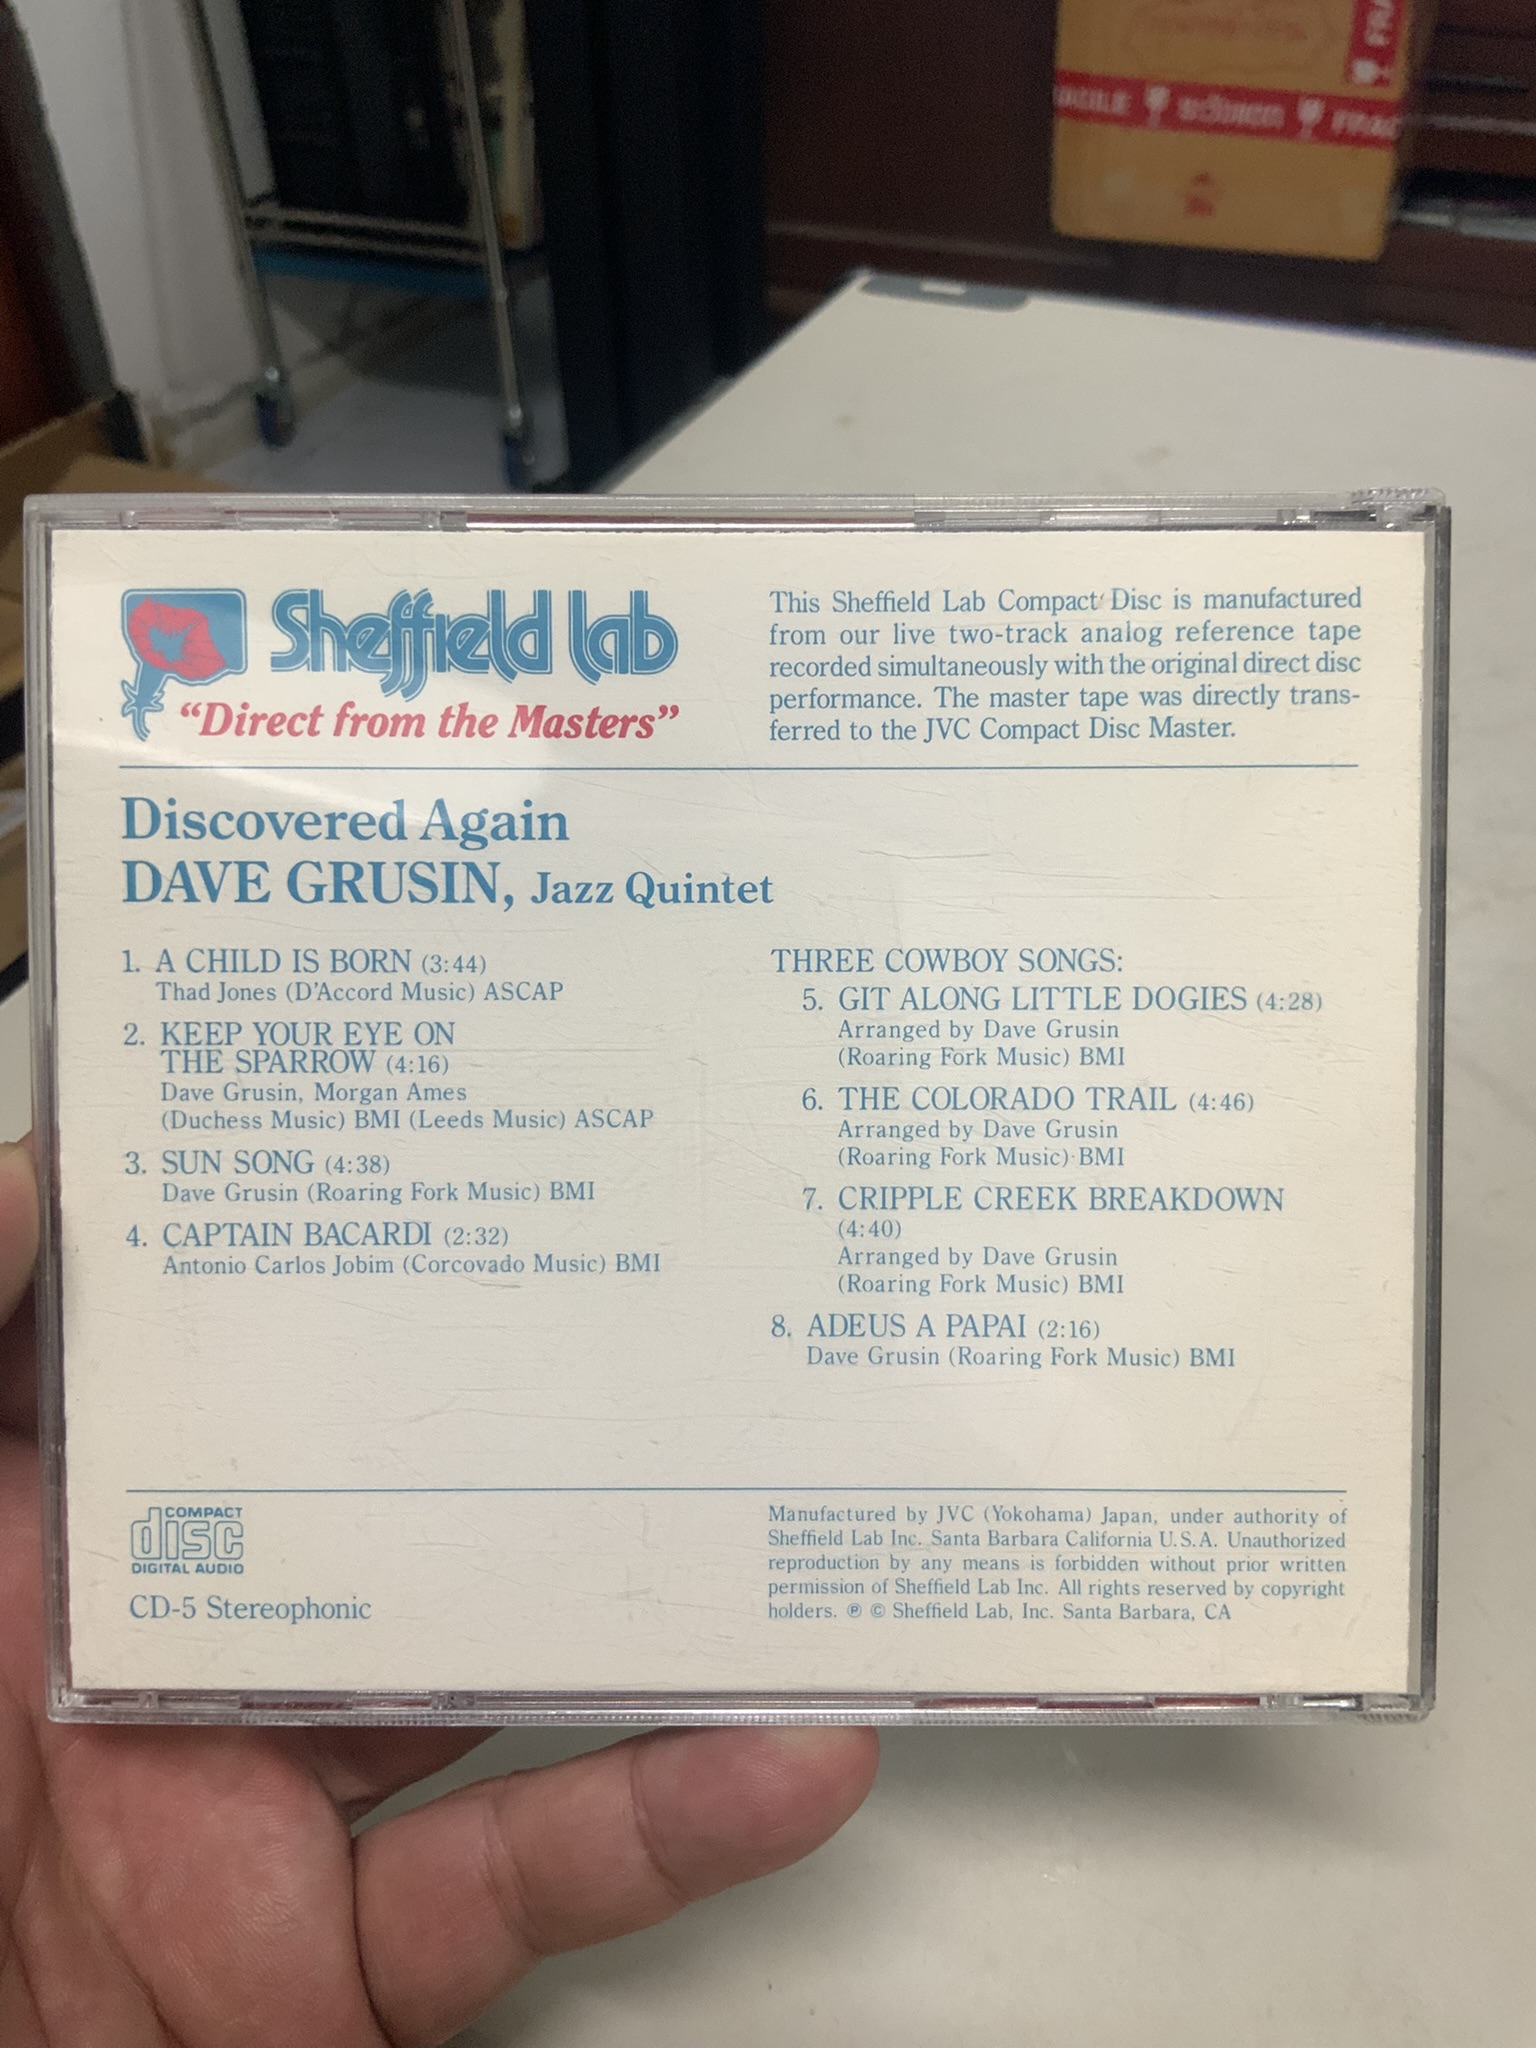 FRA
FRAGILE
Sheffield Lab
"Direct from the Masters"
This Sheffield Lab Compact Disc is manufactured
from our live two-track analog reference tape
recorded simultaneously with the original direct disc
performance. The master tape was directly trans-
ferred to the JVC Compact Disc Master.
Discovered Again
DAVE GRUSIN, Jazz Quintet
1. A CHILD IS BORN (3:44)
Thad Jones (D'Accord Music) ASCAP
2. KEEP YOUR EYE ON
THE SPARROW (4:16)
Dave Grusin, Morgan Ames
(Duchess Music) BMI (Leeds Music) ASCAP
3. SUN SONG (4:38)
Dave Grusin (Roaring Fork Music) BMI
4. CAPTAIN BACARDI (2:32)
Antonio Carlos Jobim (Corcovado Music) BMI
THREE COWBOY SONGS:
5. GIT ALONG LITTLE DOGIES (4:28)
Arranged by Dave Grusin
(Roaring Fork Music) BMI
6. THE COLORADO TRAIL (4:46)
Arranged by Dave Grusin
(Roaring Fork Music) BMI
7. CRIPPLE CREEK BREAKDOWN
(4:40)
Arranged by Dave Grusin
(Roaring Fork Music) BMI
8. ADEUS A PAPAI (2:16)
Dave Grusin (Roaring Fork Music) BMI
COMPACT
disc
DIGITAL AUDIO
CD-5 Stereophonic
Manufactured by JVC (Yokohama) Japan, under authority of
Sheffield Lab Inc. Santa Barbara California U.S.A. Unauthorized
reproduction by any means is forbidden without prior written
permission of Sheffield Lab Inc. All rights reserved by copyright
holders. ℗ © Sheffield Lab, Inc. Santa Barbara, CA